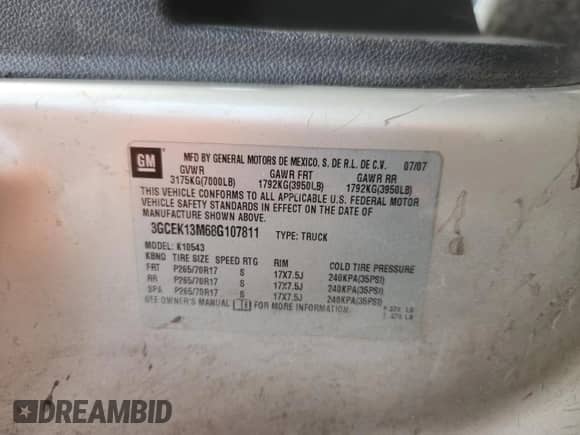 GM
MFD BY GENERAL MOTORS DE MEXICO, S. DE R.L. DE C.V. 07/07
GVWR GAWR FRT GAWR RR
3175KG(7000LB) 1792KG(3950LB) 1792KG(3950LB)
THIS VEHICLE CONFORMS TO ALL APPLICABLE U.S. FEDERAL MOTOR
VEHICLE SAFETY STANDARDS IN EFFECT ON THE DATE OF
MANUFACTURE SHOWN ABOVE.
3GCEK13M68G107811 TYPE: TRUCK
MODEL: K10543
KBNQ TIRE SIZE SPEED RTG RIM COLD TIRE PRESSURE
FRT P265/70R17 S 17X7.5J 240KPA(35PSI)
RR P265/70R17 S 17X7.5J 240KPA(35PSI)
SPA P265/70R17 S 17X7.5J 240KPA(35PSI)
SEE OWNER'S MANUAL FOR MORE INFORMATION.
DREAMBID